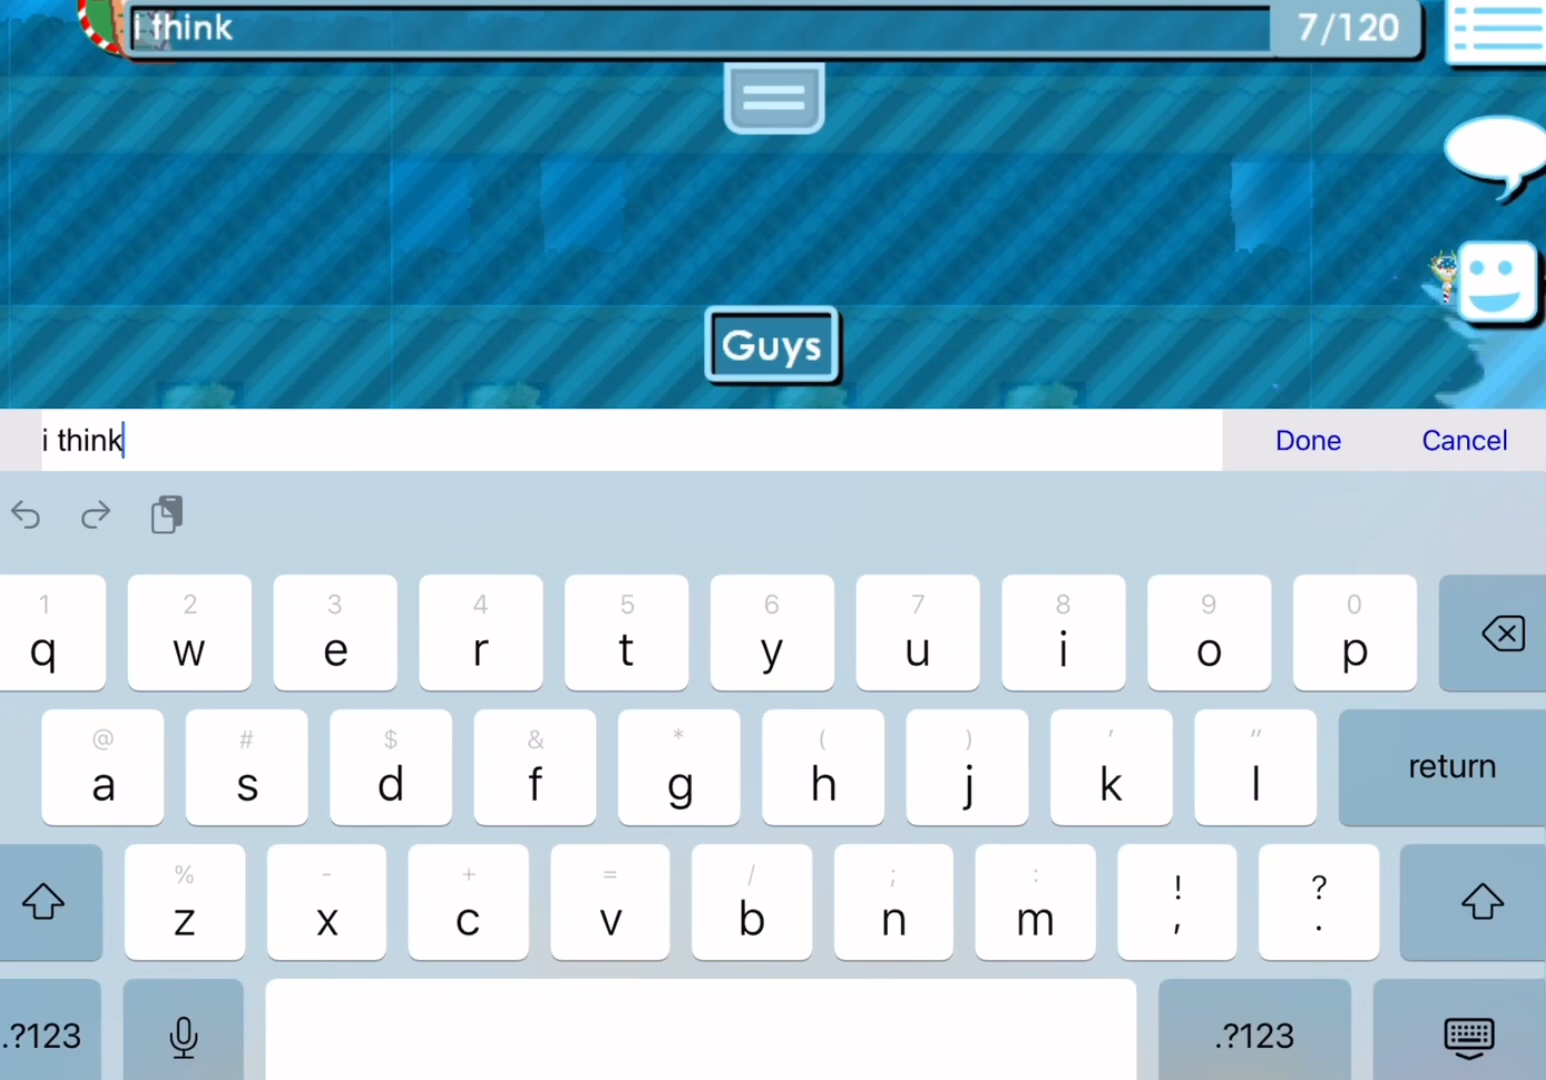 i think
7/120
Guys
i think Done Cancel
1 2 3 4 5 6 7 8 9 0
q w e r t y u i o p
@ # $ & * ( ) ' "
a s d f g h j k l return
% - + = / ; : ! ?
z x c v b n m , .
.?123 .?123